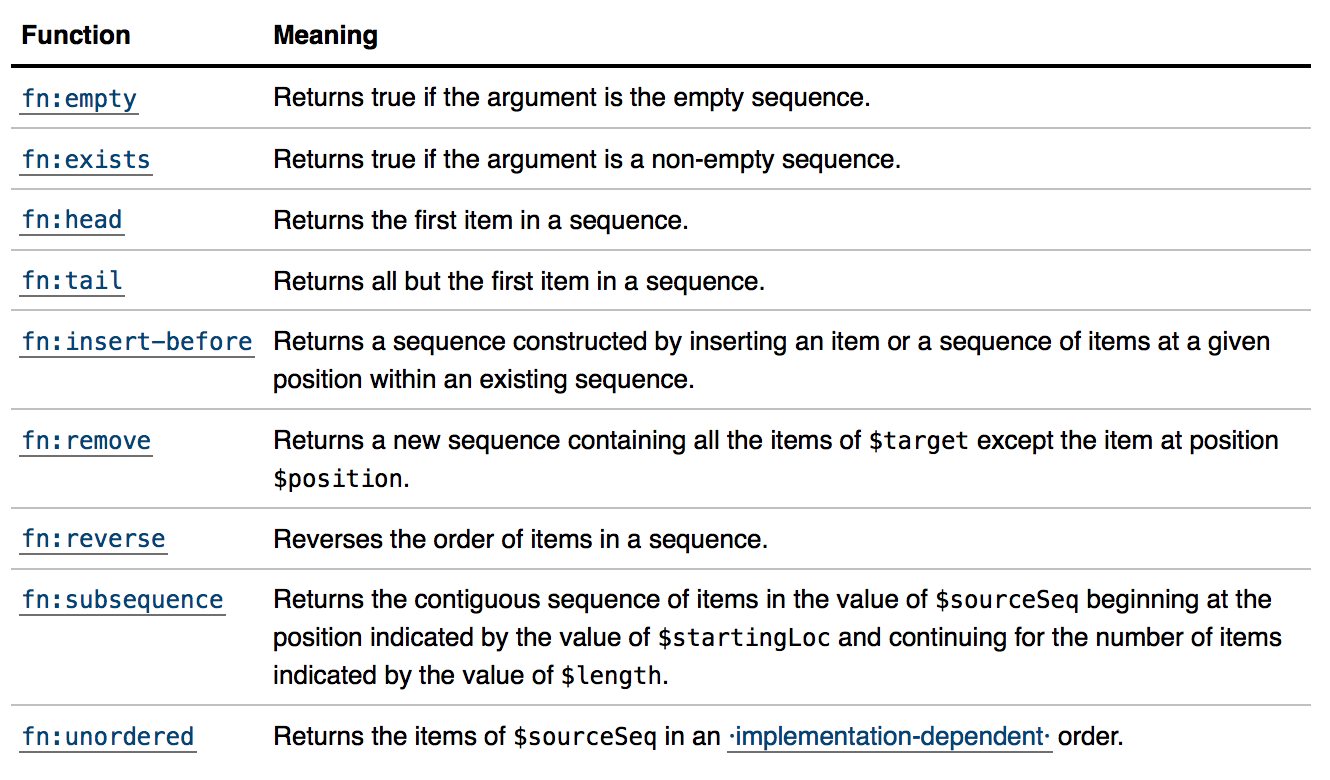 Function Meaning
fn:empty Returns true if the argument is the empty sequence.
fn:exists Returns true if the argument is a non-empty sequence.
fn:head Returns the first item in a sequence.
fn:tail Returns all but the first item in a sequence.
fn:insert-before Returns a sequence constructed by inserting an item or a sequence of items at a given
position within an existing sequence.
fn:remove Returns a new sequence containing all the items of $target except the item at position
$position.
fn:reverse Reverses the order of items in a sequence.
fn:subsequence Returns the contiguous sequence of items in the value of $sourceSeq beginning at the
position indicated by the value of $startingLoc and continuing for the number of items
indicated by the value of $length.
fn:unordered Returns the items of $sourceSeq in an ·implementation-dependent· order.